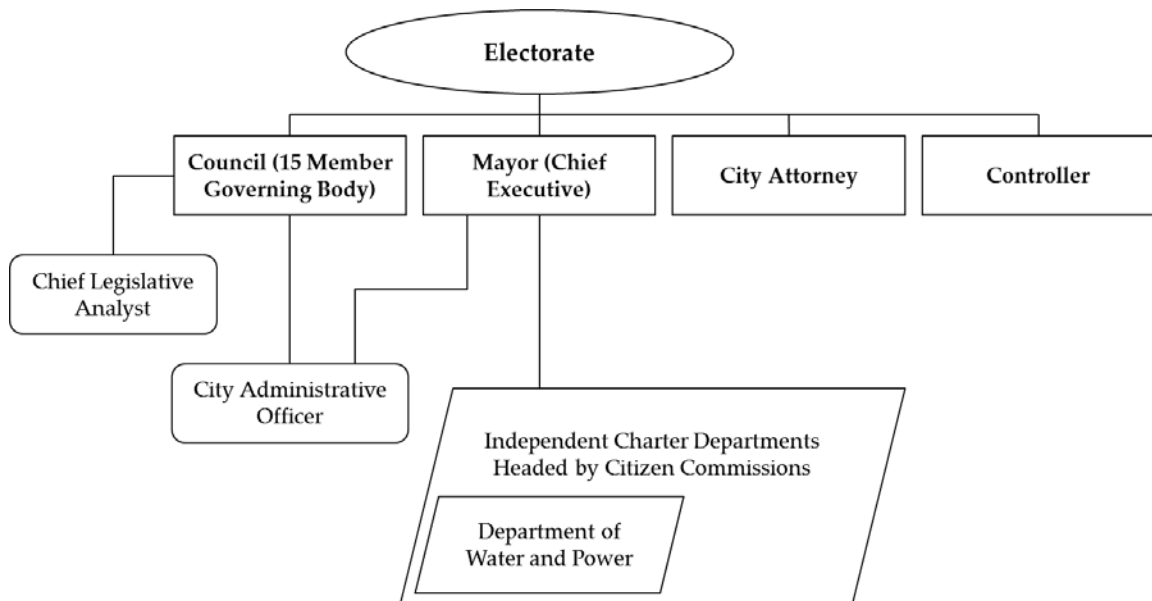 Electorate
Council (15 Member
Governing Body)
Mayor (Chief
Executive)
City Attorney
Controller
Chief Legislative
Analyst
City Administrative
Officer
Independent Charter Departments
Headed by Citizen Commissions
Department of
Water and Power